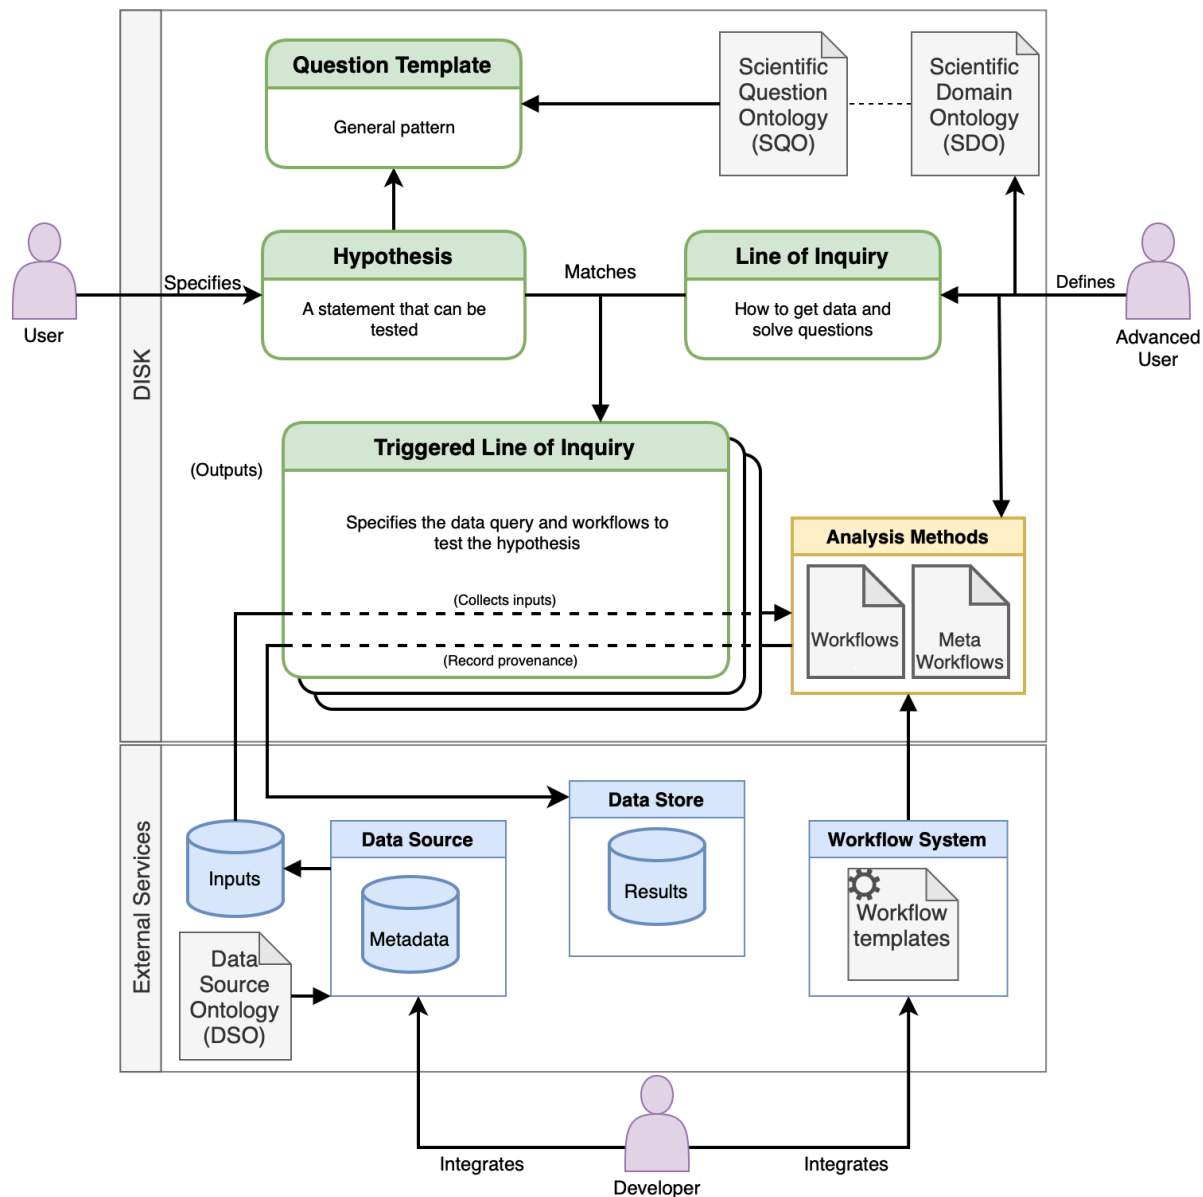 DISK
Question Template
General pattern
Scientific
Question
Ontology
(SQO)
Scientific
Domain
Ontology
(SDO)
User
Specifies
Hypothesis
A statement that can be
tested
Matches
Line of Inquiry
How to get data and
solve questions
Defines
Advanced
User
(Outputs)
Triggered Line of Inquiry
Specifies the data query and workflows to
test the hypothesis
(Collects inputs)
(Record provenance)
Analysis Methods
Workflows
Meta
Workflows
External Services
Inputs
Data Source
Metadata
Data
Source
Ontology
(DSO)
Data Store
Results
Workflow System
Workflow
templates
Integrates
Integrates
Developer